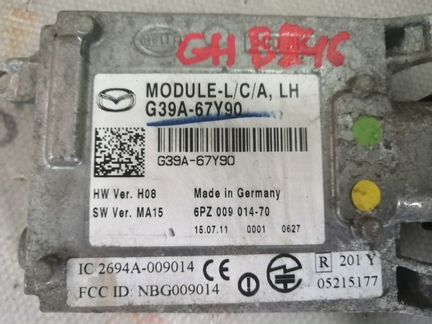 GH
MODULE-L/C/A, LH
G39A-67Y90
G39A-67Y90
HW Ver. H08 Made in Germany
SW Ver. MA15 6PZ 009 014-70
15.07.11 0001 0627
IC 2694A-009014 CE R 201 Y
FCC ID: NBG009014 05215177